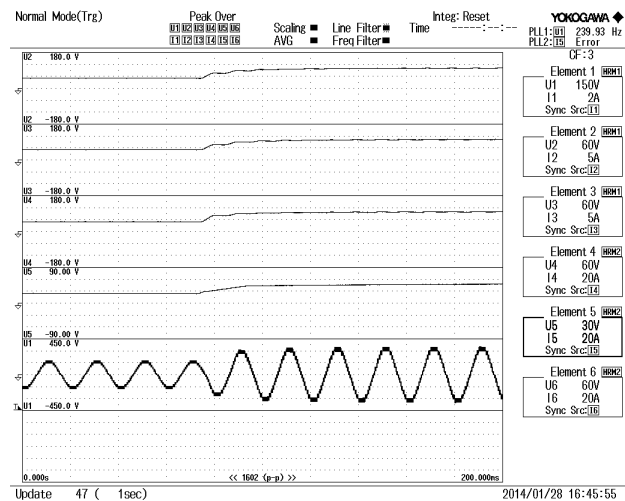 Normal Mode(Trg)
Peak Over
U1 U2 U3 U4 U5 U6
I1 I2 I3 I4 I5 I6
Scaling
AVG
Line Filter
Freq Filter
Integ: Reset
Time -----:--:--
YOKOGAWA
PLL1: U1 239.93 Hz
PLL2: I5 Error
CF:3
U2 180.0 V
U2 -180.0 V
U3 180.0 V
U3 -180.0 V
U4 180.0 V
U4 -180.0 V
U5 90.00 V
U5 -90.00 V
U1 450.0 V
U1 -450.0 V
0.000s
<< 1602 (p-p) >>
200.000ms
Element 1 HRM1
U1 150V
I1 2A
Sync Src: I1
Element 2 HRM1
U2 60V
I2 5A
Sync Src: I2
Element 3 HRM1
U3 60V
I3 5A
Sync Src: I3
Element 4 HRM2
U4 60V
I4 20A
Sync Src: I4
Element 5 HRM2
U5 30V
I5 20A
Sync Src: I5
Element 6 HRM2
U6 60V
I6 20A
Sync Src: I6
Update 47 ( 1sec)
2014/01/28 16:45:55